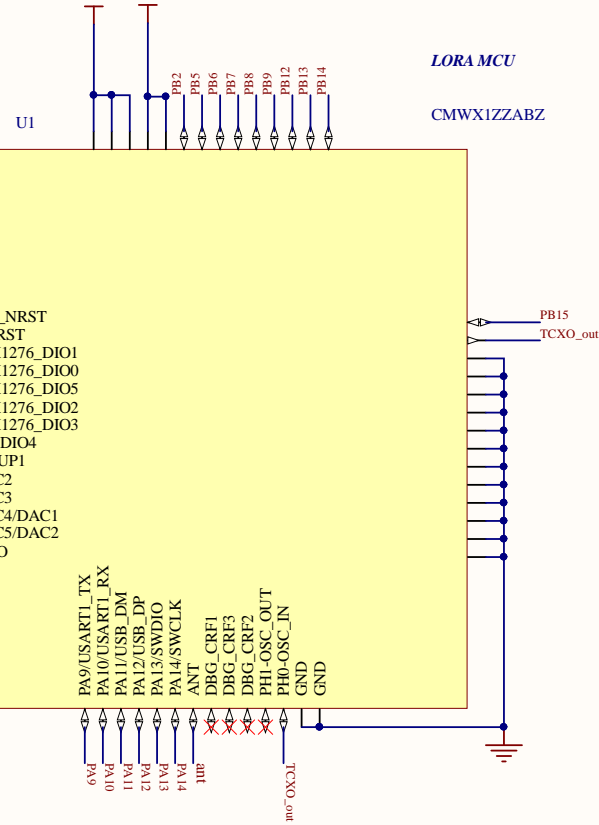 LORA MCU
U1
CMWX1ZZABZ
PB2
PB5
PB6
PB7
PB8
PB9
PB12
PB13
PB14
PB15
TCXO_out
_NRST
RST
1276_DIO1
1276_DIO0
1276_DIO5
1276_DIO2
1276_DIO3
DIO4
UP1
C2
C3
C4/DAC1
C5/DAC2
O
PA9/USART1_TX
PA10/USART1_RX
PA11/USB_DM
PA12/USB_DP
PA13/SWDIO
PA14/SWCLK
ANT
DBG_CRF1
DBG_CRF3
DBG_CRF2
PH1-OSC_OUT
PH0-OSC_IN
GND
GND
PA9
PA10
PA11
PA12
PA13
PA14
ant
TCXO_out